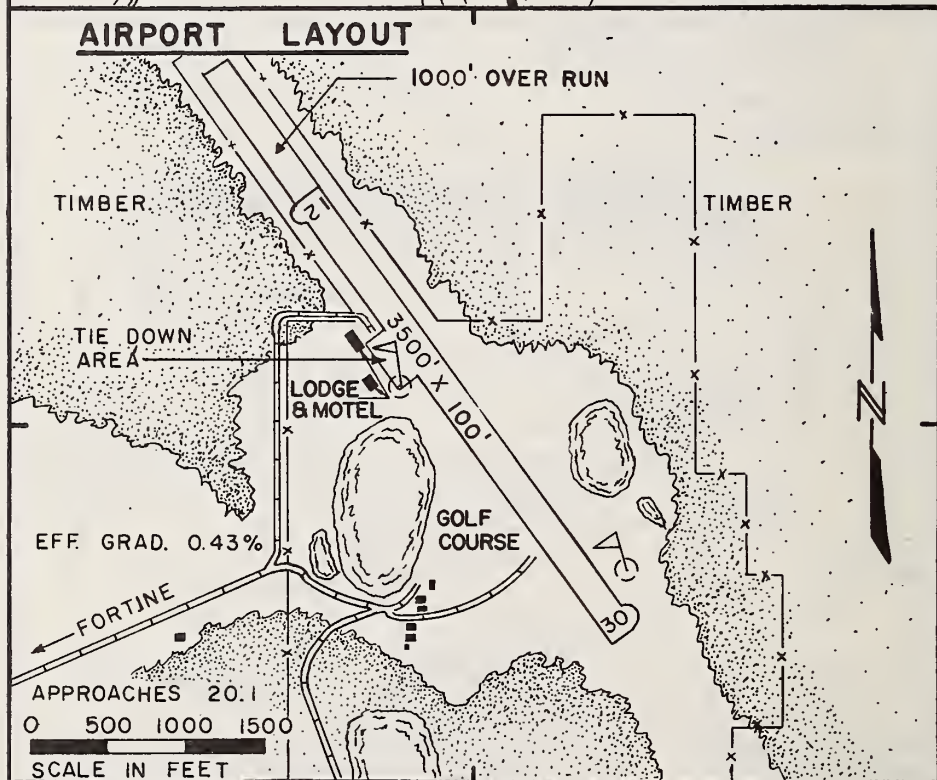 AIRPORT LAYOUT
1000' OVER RUN
TIMBER
TIMBER
12
3500' X 100'
TIE DOWN
AREA
LODGE
& MOTEL
N
GOLF
COURSE
EFF. GRAD. 0.43%
FORTINE
30
APPROACHES 20:1
0 500 1000 1500
SCALE IN FEET